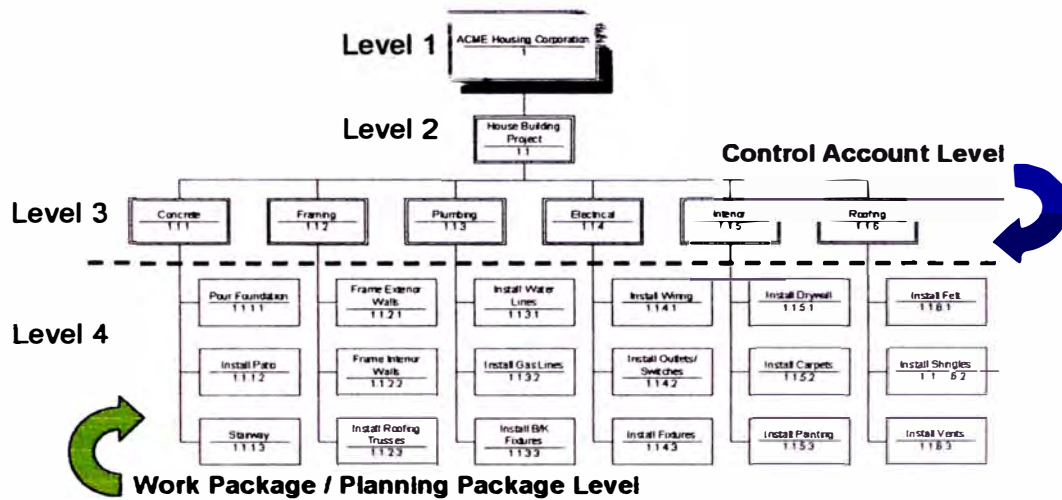 Level 1
ACME Housing Corporation
1
Level 2
House Building
Project
1.1
Control Account Level
Level 3
Concrete
1.1.1
Framing
1.1.2
Plumbing
1.1.3
Electrical
1.1.4
Interior
1.1.5
Roofing
1.1.6
Level 4
Pour Foundation
1.1.1.1
Frame Exterior
Walls
1.1.2.1
Install Water
Lines
1.1.3.1
Install Wiring
1.1.4.1
Install Drywall
1.1.5.1
Install Felt
1.1.6.1
Install Patio
1.1.1.2
Frame Interior
Walls
1.1.2.2
Install Gas Lines
1.1.3.2
Install Outlets/
Switches
1.1.4.2
Install Carpets
1.1.5.2
Install Shingles
1.1.6.2
Stairway
1.1.1.3
Install Roofing
Trusses
1.1.2.3
Install B/K
Fixtures
1.1.3.3
Install Fixtures
1.1.4.3
Install Painting
1.1.5.3
Install Vents
1.1.6.3
Work Package / Planning Package Level